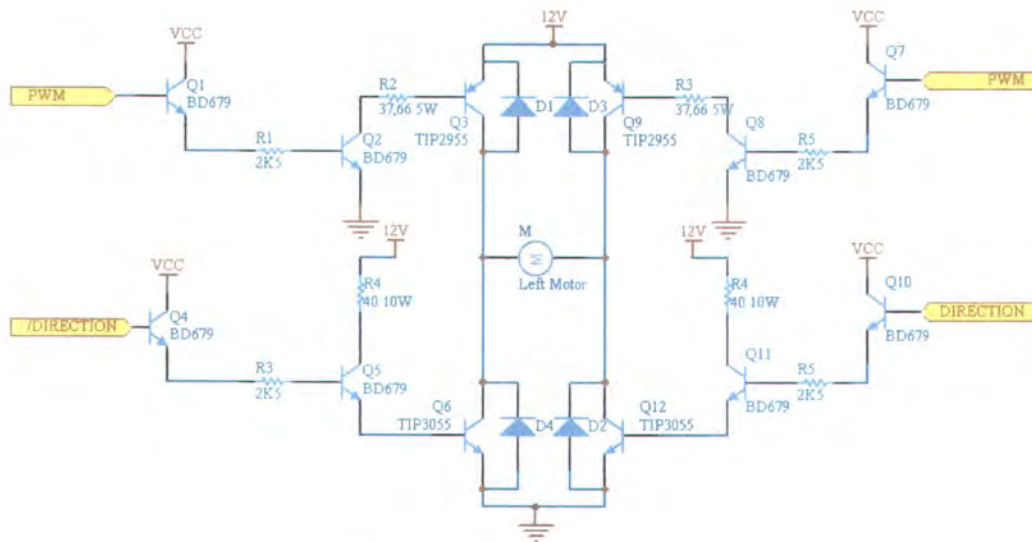 12V
VCC
VCC
Q7
PWM
Q1
BD679
R2
37,66 5W
D1
D3
R3
37,66 5W
BD679
PWM
Q3
TIP2955
Q9
TIP2955
Q8
R1
2K5
Q2
BD679
R5
2K5
BD679
12V
M
12V
VCC
VCC
M
Left Motor
R4
40 10W
R4
40 10W
Q10
/DIRECTION
Q4
BD679
BD679
DIRECTION
R3
2K5
Q5
BD679
Q11
R5
2K5
BD679
Q6
TIP3055
D4
D2
Q12
TIP3055